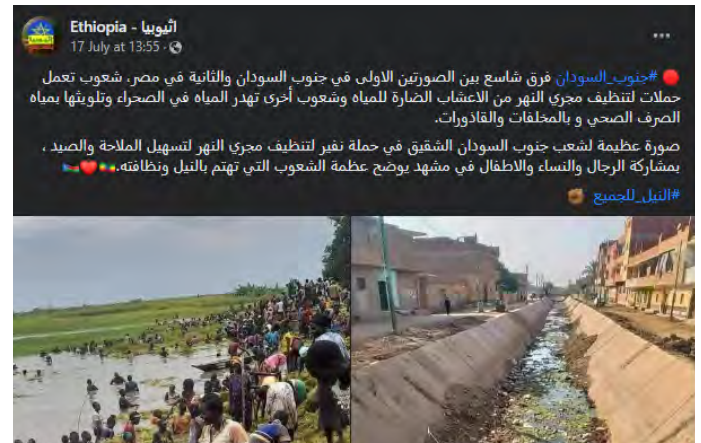 Ethiopia - اثيوبيا
17 July at 13:55 ·
🔴 #جنوب_السودان فرق شاسع بين الصورتين الاولى في جنوب السودان والثانية في مصر. شعوب تعمل
حملات لتنظيف مجري النهر من الاعشاب الضارة للمياه وشعوب أخرى تهدر المياه في الصحراء وتلويثها بمياه
الصرف الصحي و بالمخلفات والقاذورات.
صورة عظيمة لشعب جنوب السودان الشقيق في حملة نفير لتنظيف مجري النهر لتسهيل الملاحة والصيد ،
بمشاركة الرجال والنساء والاطفال في مشهد يوضح عظمة الشعوب التي تهتم بالنيل ونظافته.🇪🇹❤️🇸🇸
#النيل_للجميع ✊🏾